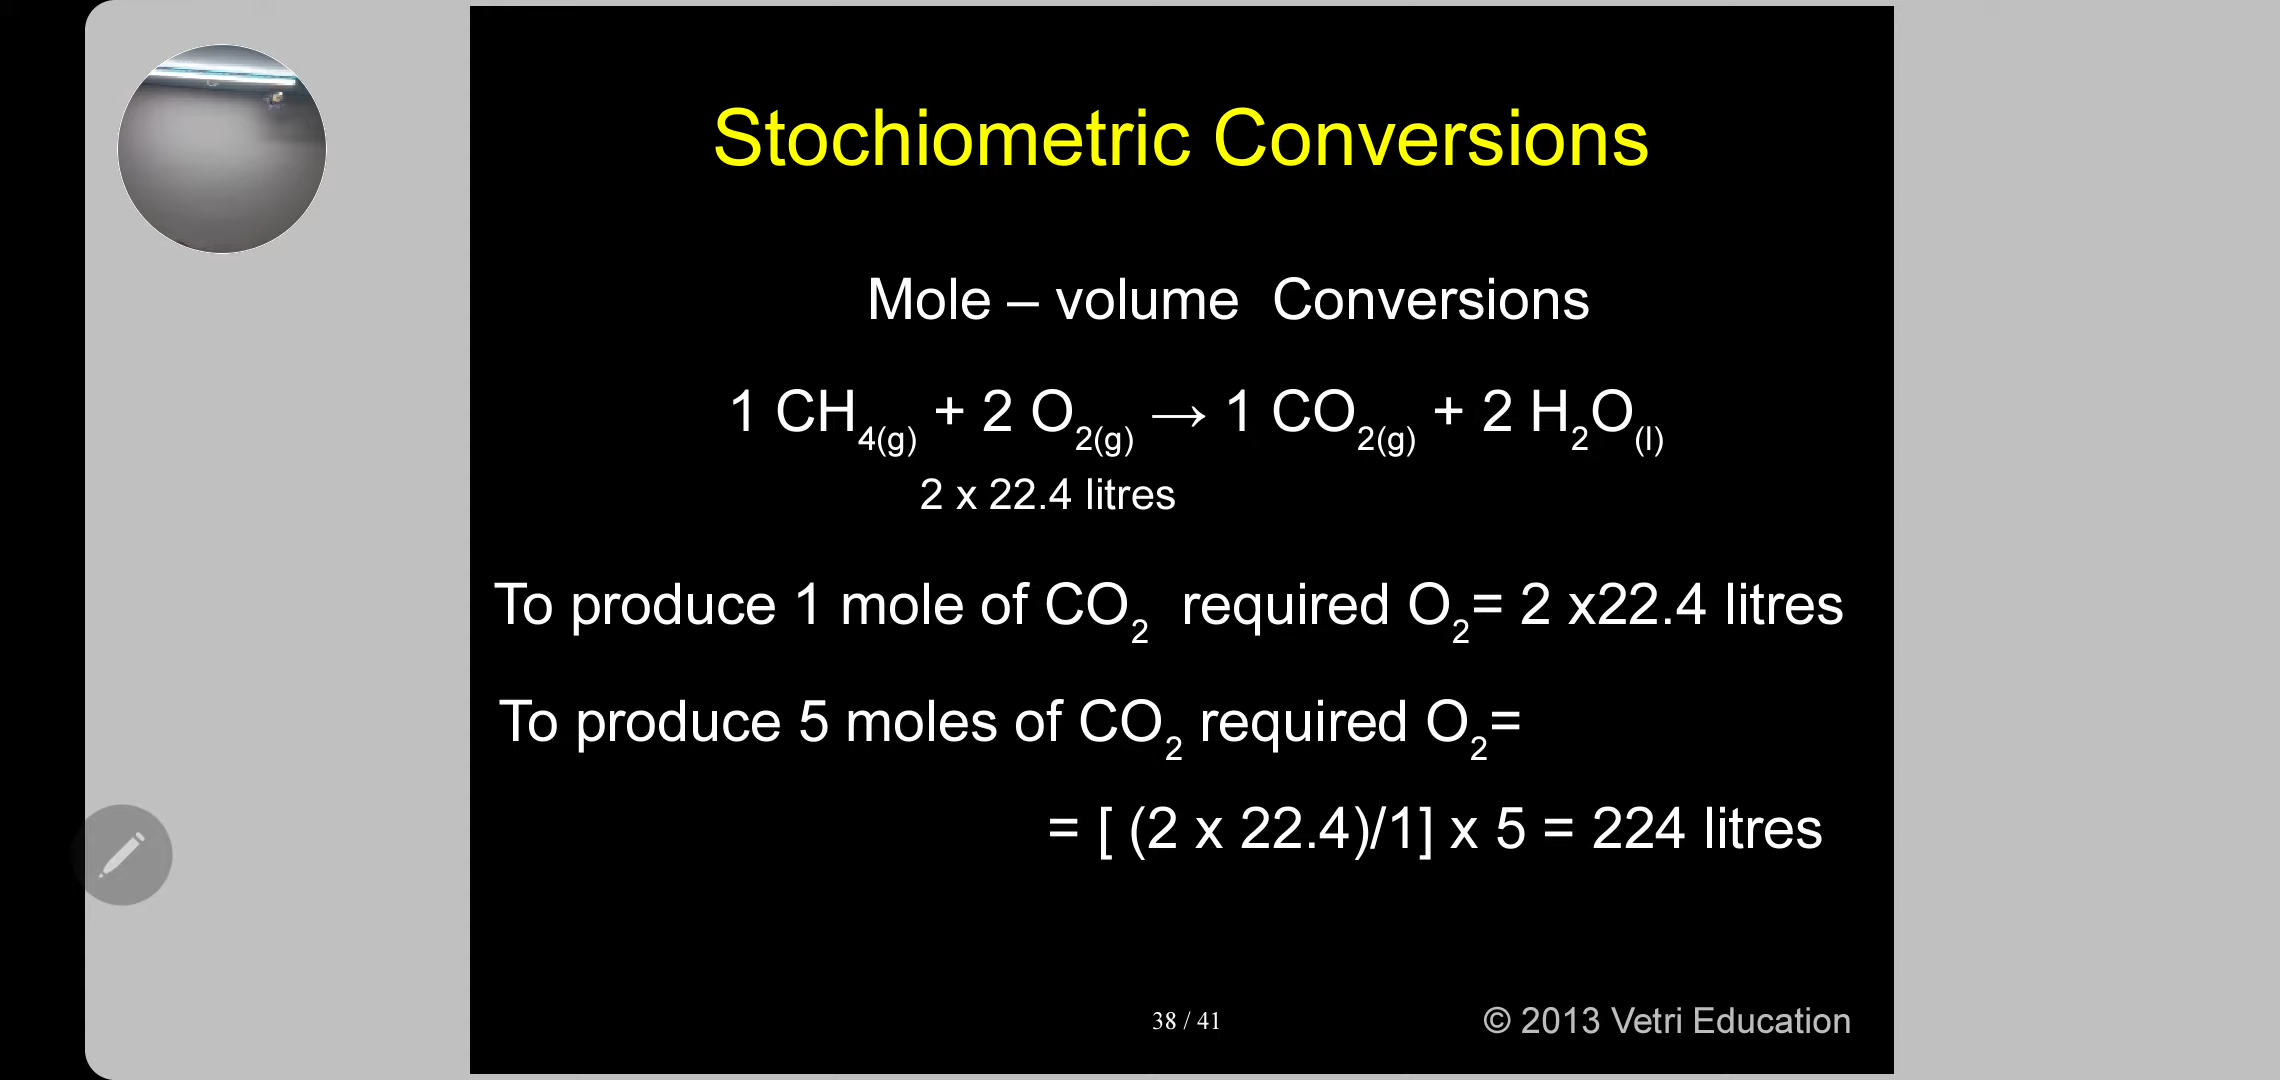 Stochiometric Conversions
Mole – volume  Conversions
1 CH₄(g) + 2 O₂(g) → 1 CO₂(g) + 2 H₂O(l)
2 x 22.4 litres
To produce 1 mole of CO₂  required O₂= 2 x22.4 litres
To produce 5 moles of CO₂ required O₂=
= [ (2 x 22.4)/1] x 5 = 224 litres
38 / 41
© 2013 Vetri Education